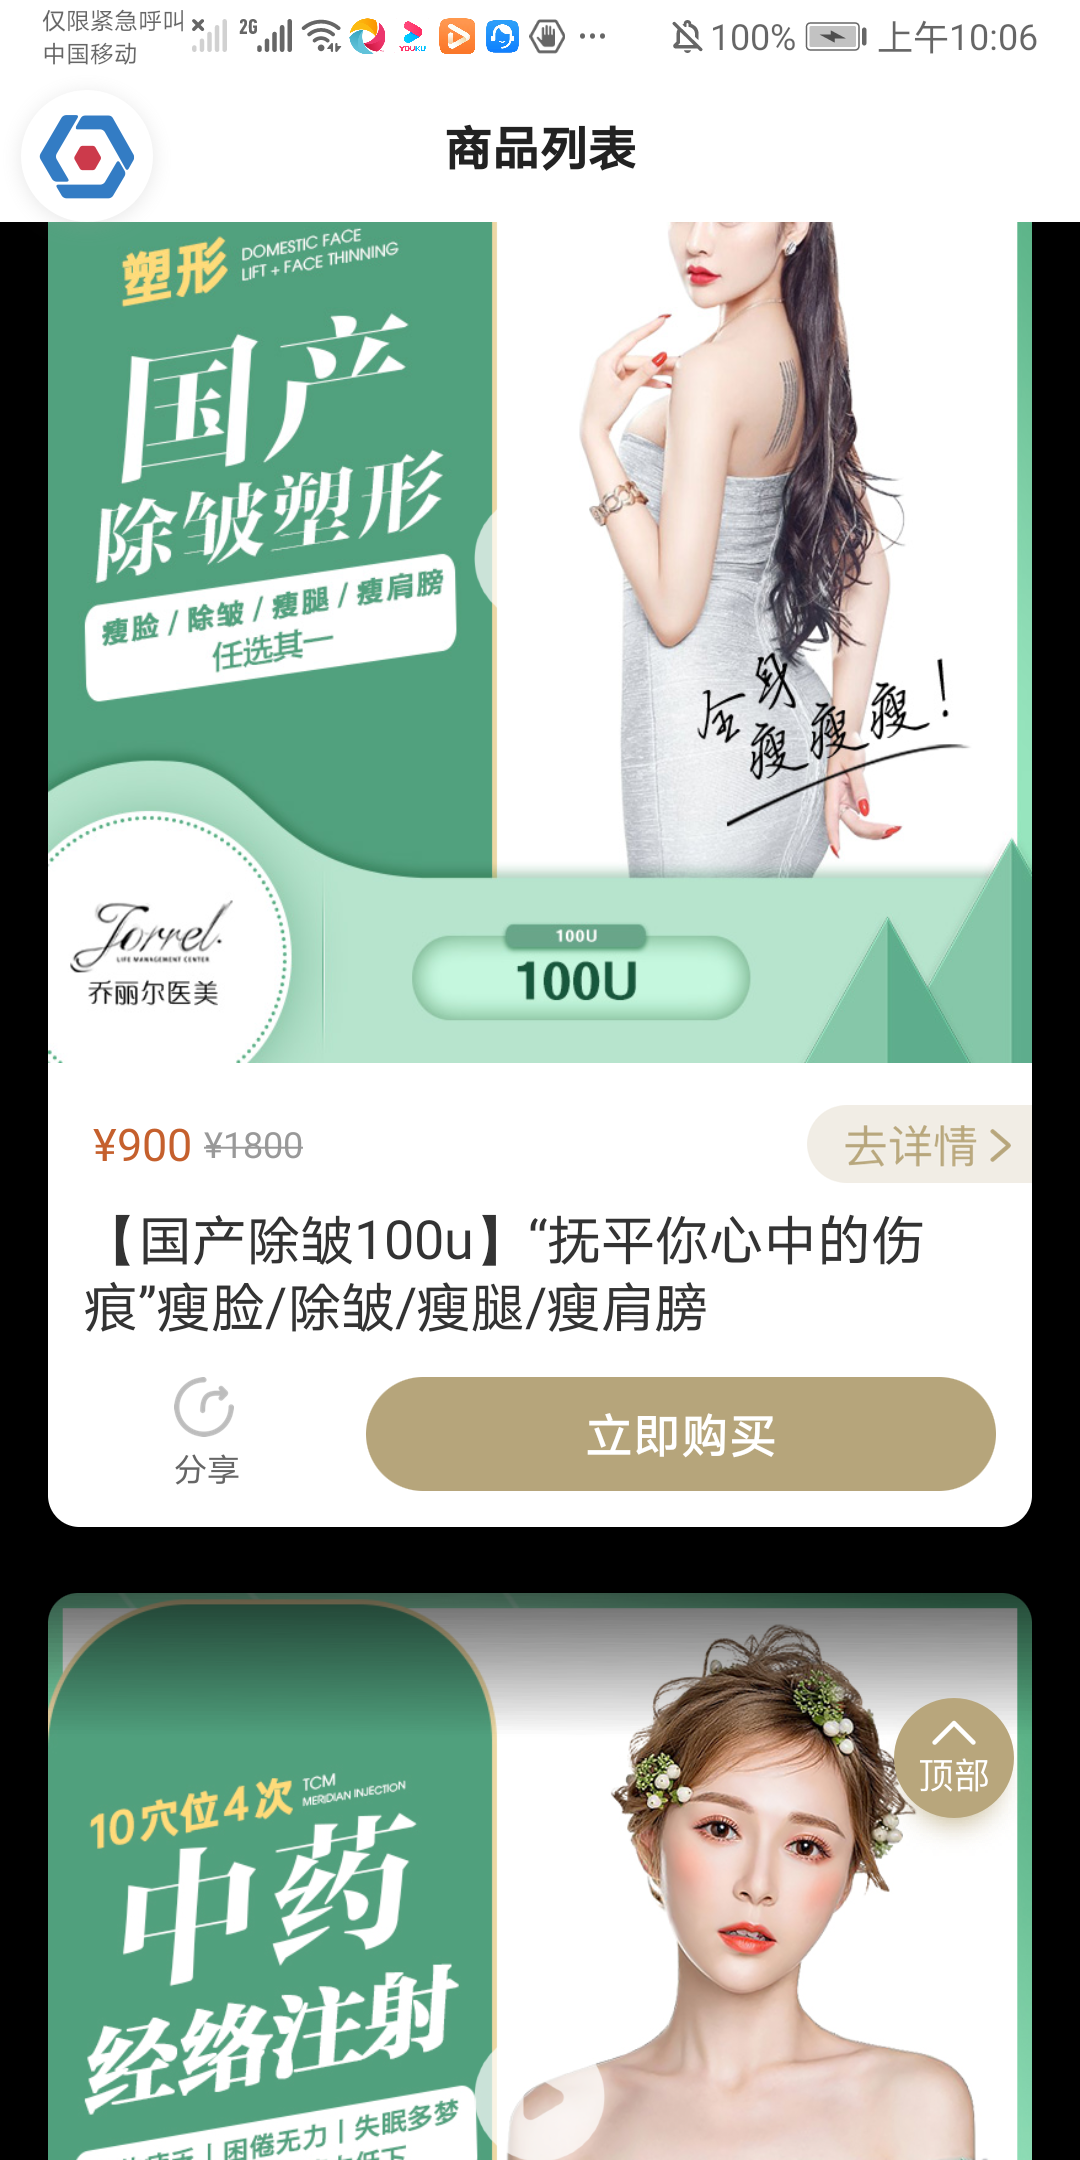 仅限紧急呼叫
中国移动
2G
YOUKU
100%
上午10:06
商品列表
塑形
DOMESTIC FACE
LIFT + FACE THINNING
国产
除皱塑形
瘦脸 / 除皱 / 瘦腿 / 瘦肩膀
任选其一
全身
瘦瘦瘦!
Jorrel.
LIFE MANAGEMENT CENTER
乔丽尔医美
100U
100U
¥900 ¥1800
去详情
【国产除皱100u】“抚平你心中的伤
痕”瘦脸/除皱/瘦腿/瘦肩膀
分享
立即购买
顶部
10穴位4次
TCM
MERIDIAN INJECTION
中药
经络注射
困倦无力 | 失眠多梦